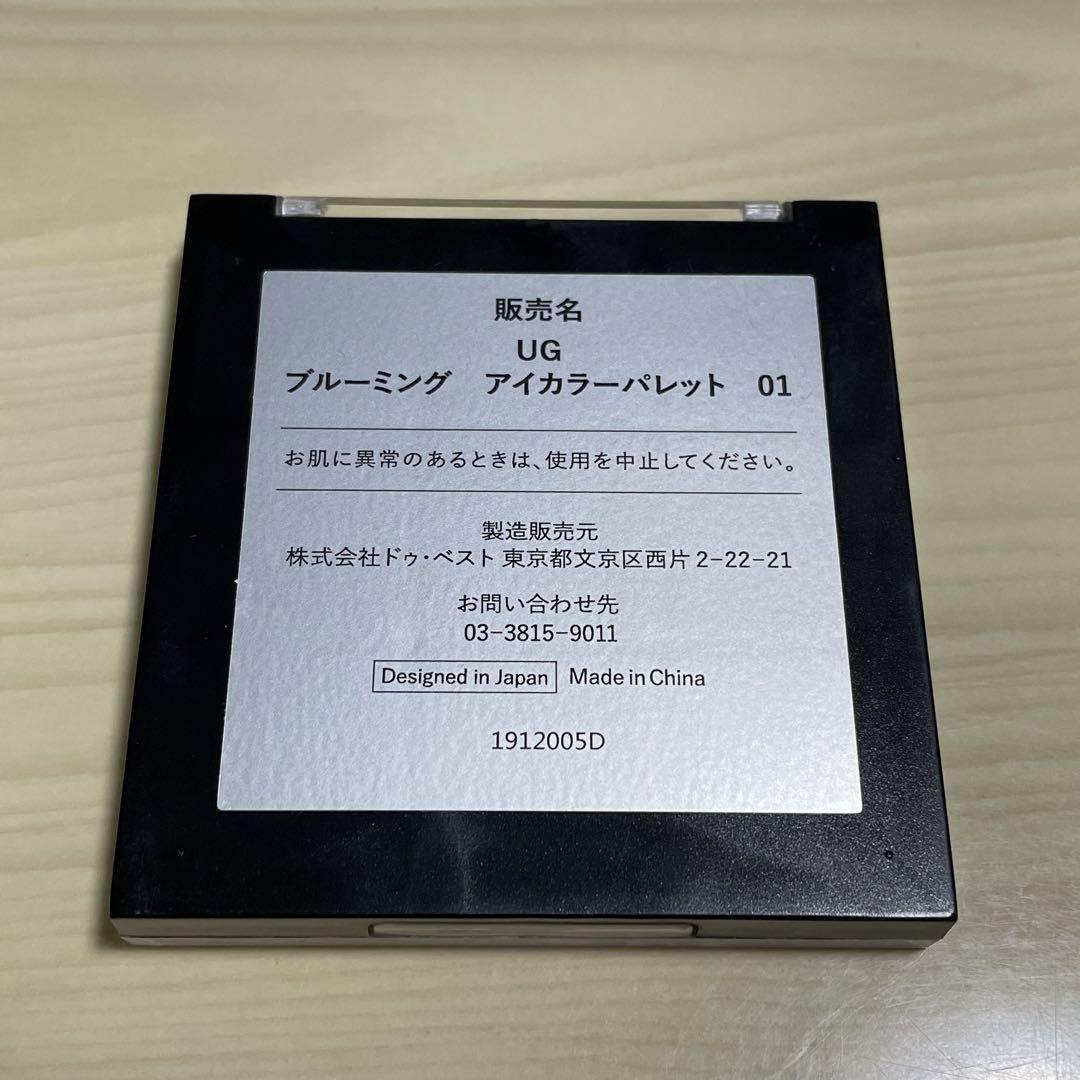 販売名
UG
ブルーミング　アイカラーパレット　01
お肌に異常のあるときは、使用を中止してください。
製造販売元
株式会社ドゥ・ベスト 東京都文京区西片2-22-21
お問い合わせ先
03-3815-9011
Designed in Japan Made in China
1912005D